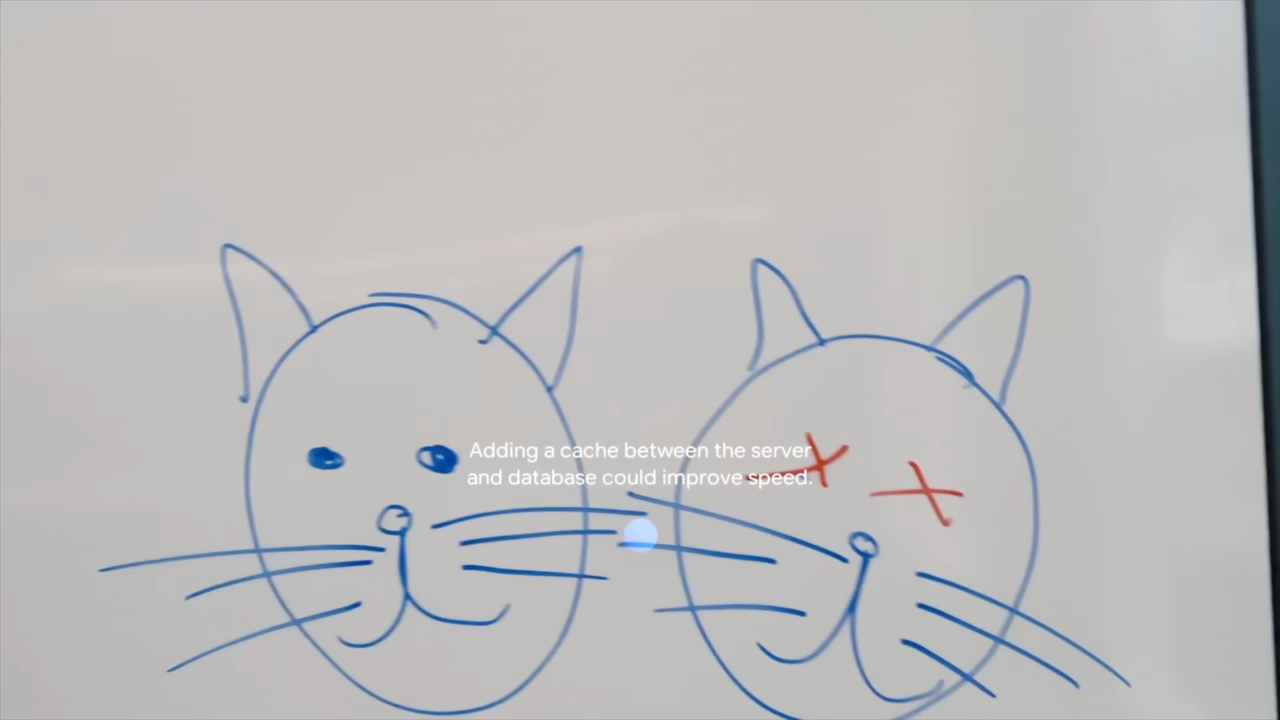 Adding a cache between the server
and database could improve speed.